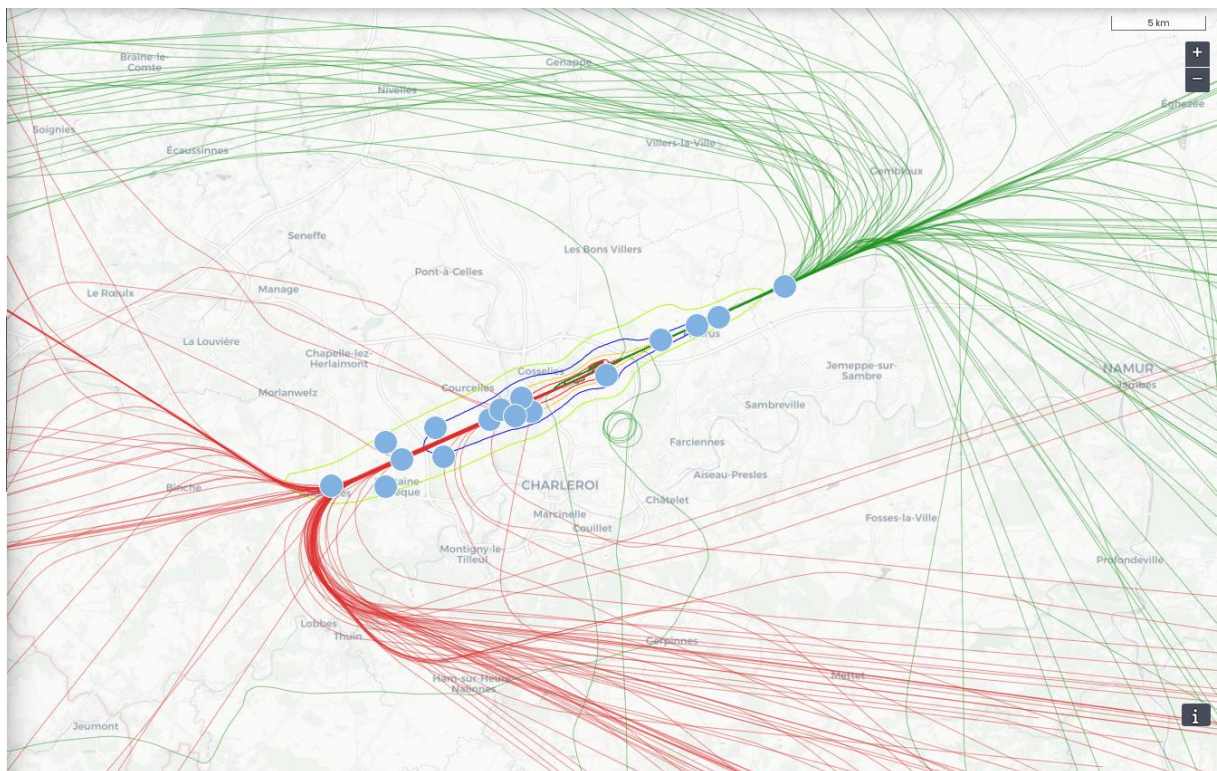 5 km
+
−
Braine-le-
Comte
Genappe
Nivelles
Éghezée
Soignies
Écaussinnes
Villers-la-Ville
Gembloux
Seneffe
Les Bons Villers
Pont-à-Celles
Le Rœulx
Manage
La Louvière
Chapelle-lez-
Herlaimont
Gosselies
Jemeppe-sur-
Sambre
NAMUR
Jambes
Morlanwelz
Courcelles
Sambreville
Farciennes
Aiseau-Presles
Binche
CHARLEROI
Châtelet
Marcinelle
Couillet
Fosses-la-Ville
Montigny-le-
Tilleul
Profondeville
Lobbes
Thuin
Gerpinnes
Ham-sur-Heure-
Nalinnes
Mettet
Jeumont
i